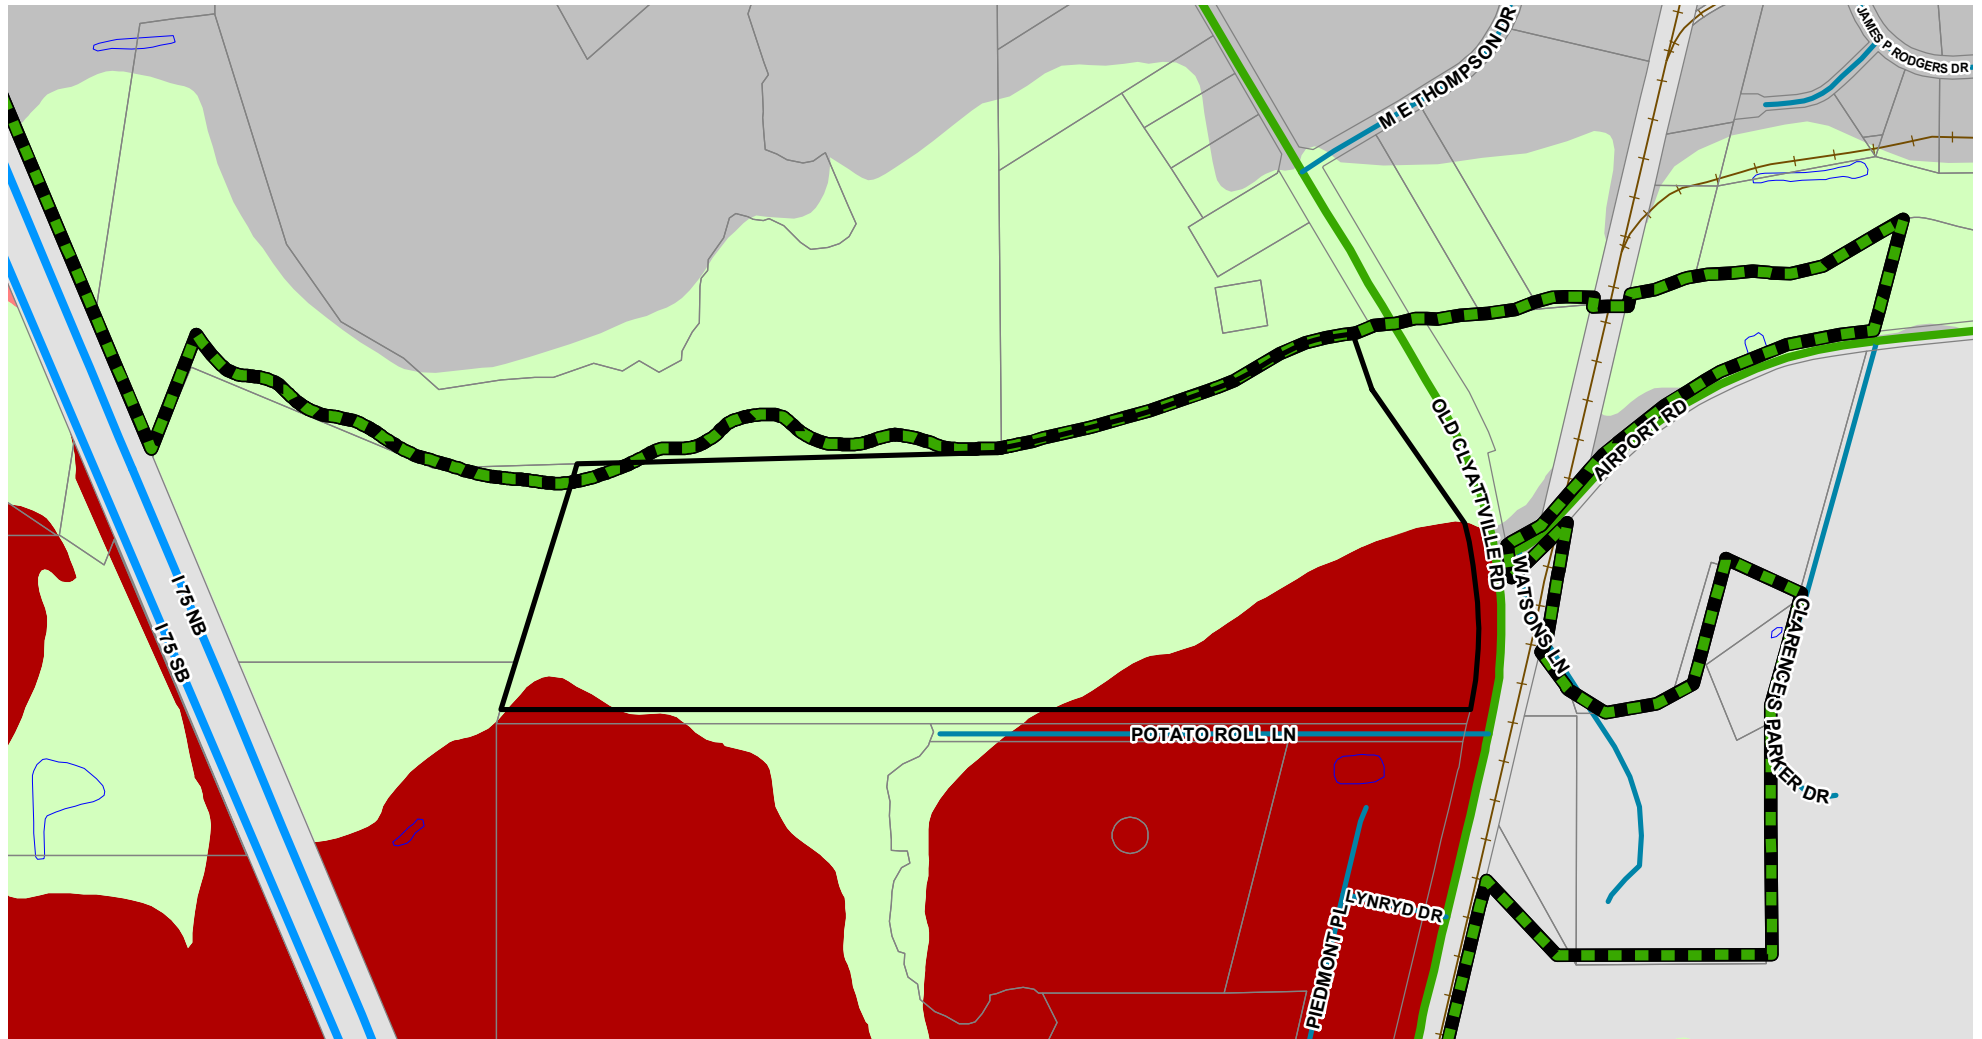 M E THOMPSON DR
JAMES P RODGERS DR
OLD CLYATTVILLE RD
AIRPORT RD
WATSONS LN
I 75 NB
I 75 SB
CLARENCE S PARKER DR
POTATO ROLL LN
LYNRYD DR
PIEDMONT PL